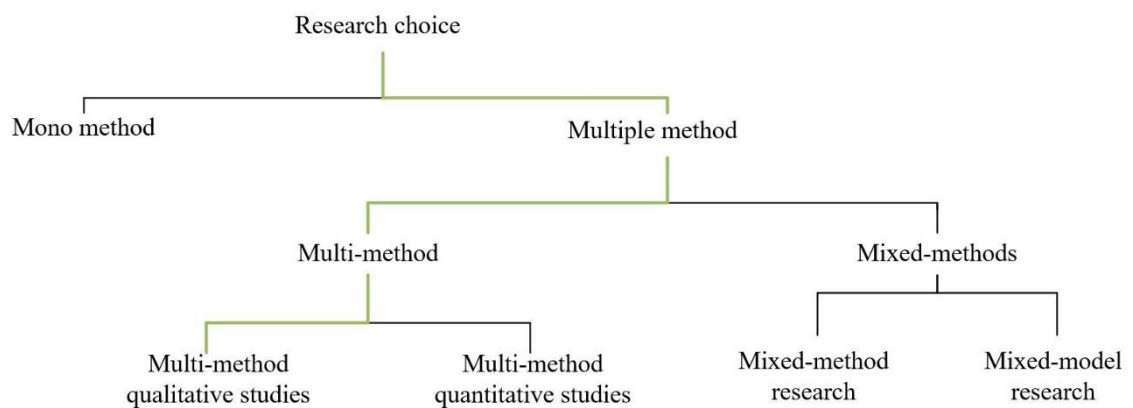 Research choice
Mono method
Multiple method
Multi-method
Mixed-methods
Multi-method
qualitative studies
Multi-method
quantitative studies
Mixed-method
research
Mixed-model
research